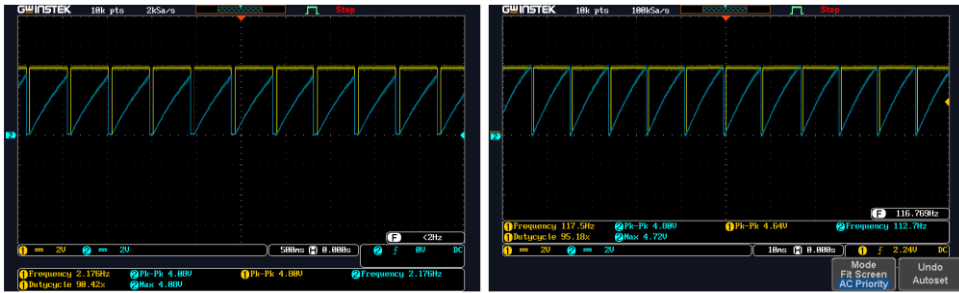 GWINSTEK 10k pts 2kSa/s Stop
2
F <2Hz
1 2V 2 2V 500ms H 0.000s 2 0V DC
1 Frequency 2.176Hz 2 Pk-Pk 4.08V 1 Pk-Pk 4.80V 2 Frequency 2.176Hz
1 Dutycycle 90.42% 2 Max 4.08V
GWINSTEK 10k pts 100kSa/s Stop
2
F 116.769Hz
1 Frequency 117.5Hz 2 Pk-Pk 4.80V 1 Pk-Pk 4.64V 2 Frequency 112.7Hz
1 Dutycycle 95.18% 2 Max 4.72V
1 2V 2 2V 10ms H 0.000s 1 2.24V DC
Mode
Fit Screen
AC Priority
Undo
Autoset